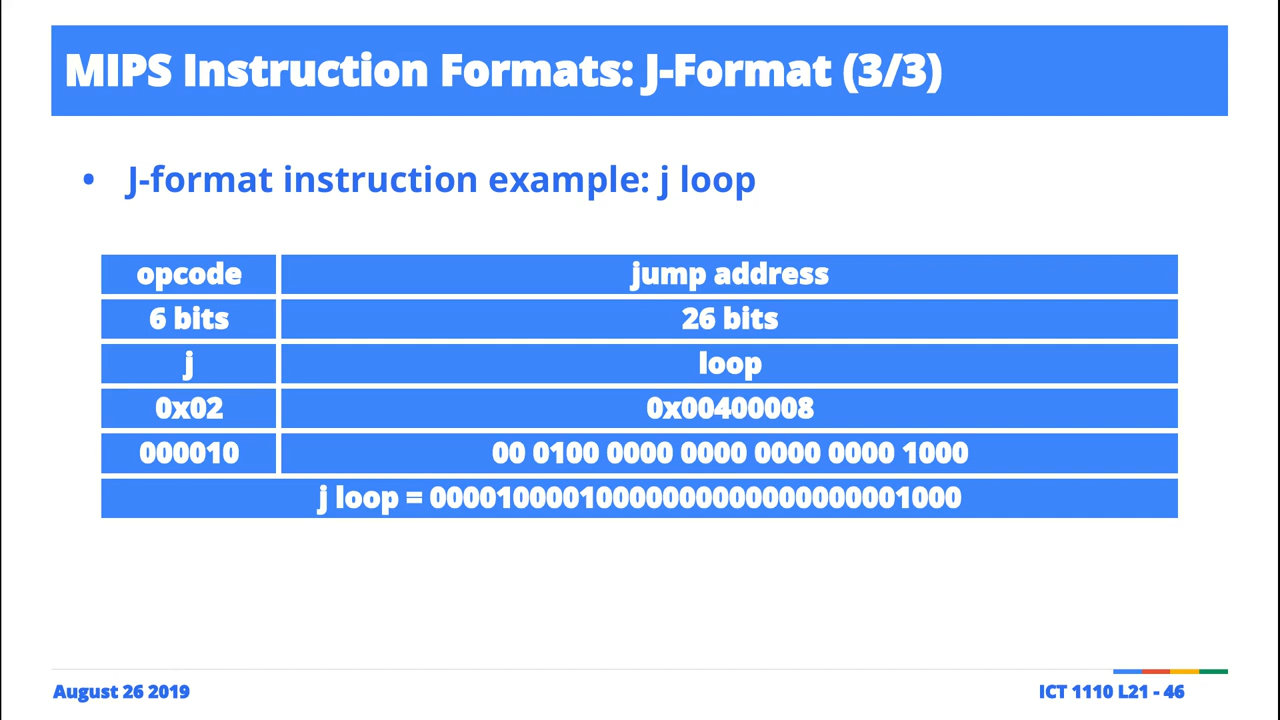 MIPS Instruction Formats: J-Format (3/3)
• J-format instruction example: j loop
opcode jump address
6 bits 26 bits
j loop
0x02 0x00400008
000010 00 0100 0000 0000 0000 0000 1000
j loop = 00001000010000000000000000001000
August 26 2019 ICT 1110 L21 - 46